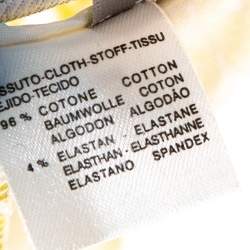 SSUTO-CLOTH-STOFF-TISSU
EJIDO-TECIDO
96 % COTONE COTTON
BAUMWOLLE COTON
ALGODON ALGODÃO
4 % ELASTAN - ELASTANE
ELASTHAN - ELASTHANNE
ELASTANO SPANDEX